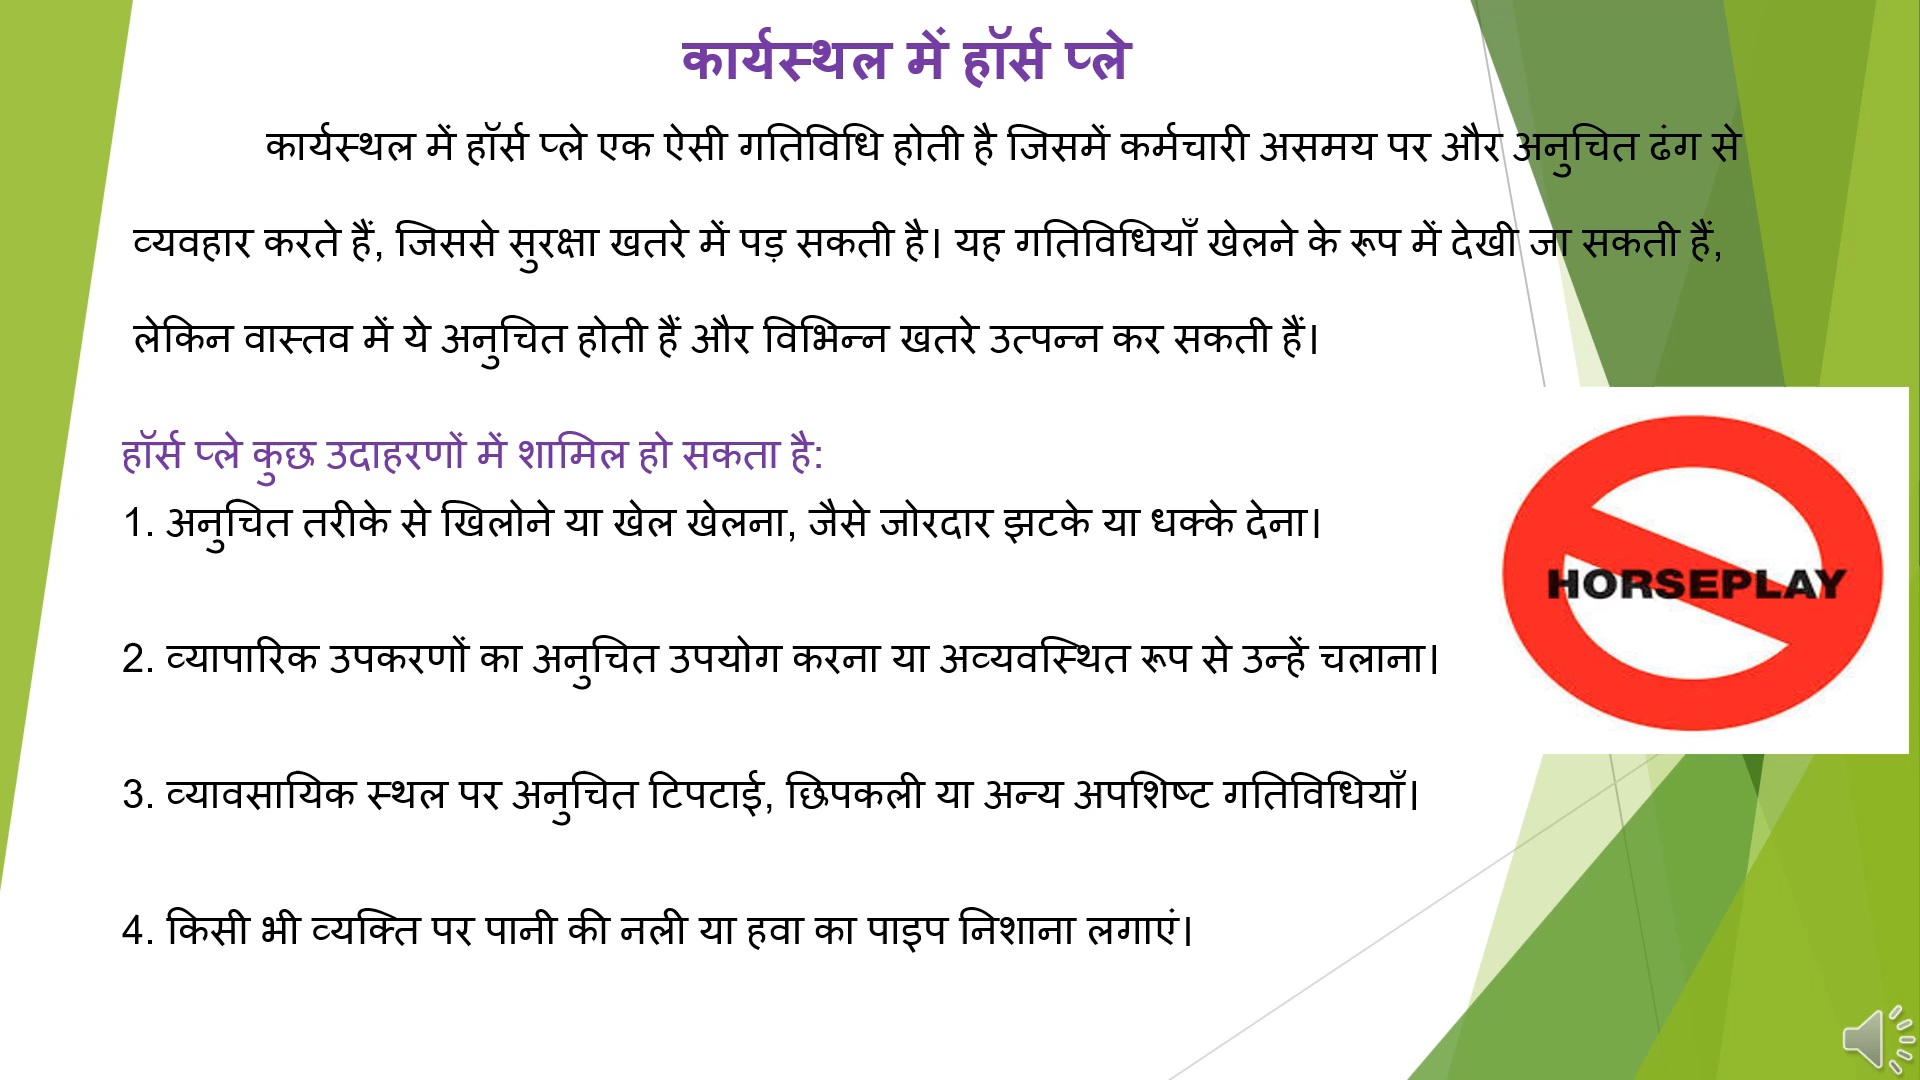 कार्यस्थल में हॉर्स प्ले
कार्यस्थल में हॉर्स प्ले एक ऐसी गतिविधि होती है जिसमें कर्मचारी असमय पर और अनुचित ढंग से
व्यवहार करते हैं, जिससे सुरक्षा खतरे में पड़ सकती है। यह गतिविधियाँ खेलने के रूप में देखी जा सकती हैं,
लेकिन वास्तव में ये अनुचित होती हैं और विभिन्न खतरे उत्पन्न कर सकती हैं।
हॉर्स प्ले कुछ उदाहरणों में शामिल हो सकता है:
1. अनुचित तरीके से खिलोने या खेल खेलना, जैसे जोरदार झटके या धक्के देना।
HORSEPLAY
2. व्यापारिक उपकरणों का अनुचित उपयोग करना या अव्यवस्थित रूप से उन्हें चलाना।
3. व्यावसायिक स्थल पर अनुचित टिपटाई, छिपकली या अन्य अपशिष्ट गतिविधियाँ।
4. किसी भी व्यक्ति पर पानी की नली या हवा का पाइप निशाना लगाएं।